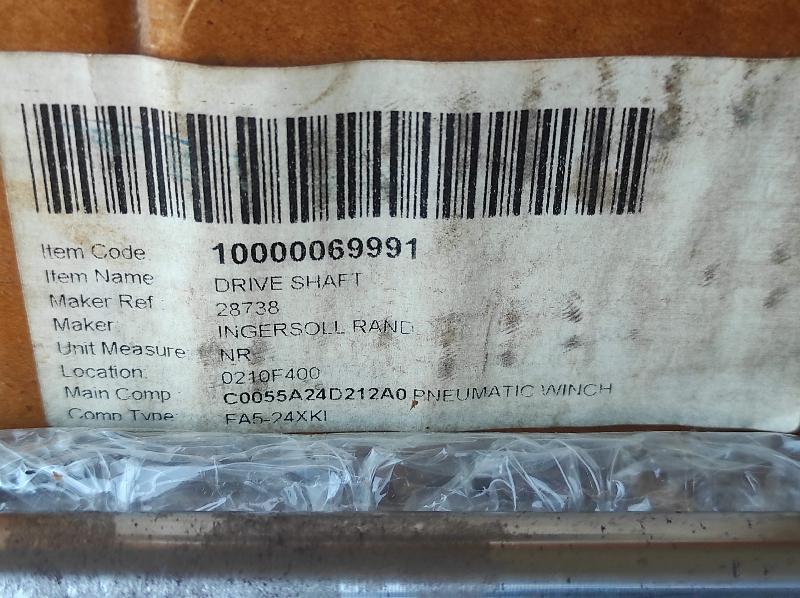 Item Code 10000069991
Item Name DRIVE SHAFT
Maker Ref 28738
Maker INGERSOLL RAND
Unit Measure NR
Location: 0210F400
Main Comp C0055A24D212A0 PNEUMATIC WINCH
Comp Type: FA5-24XKI